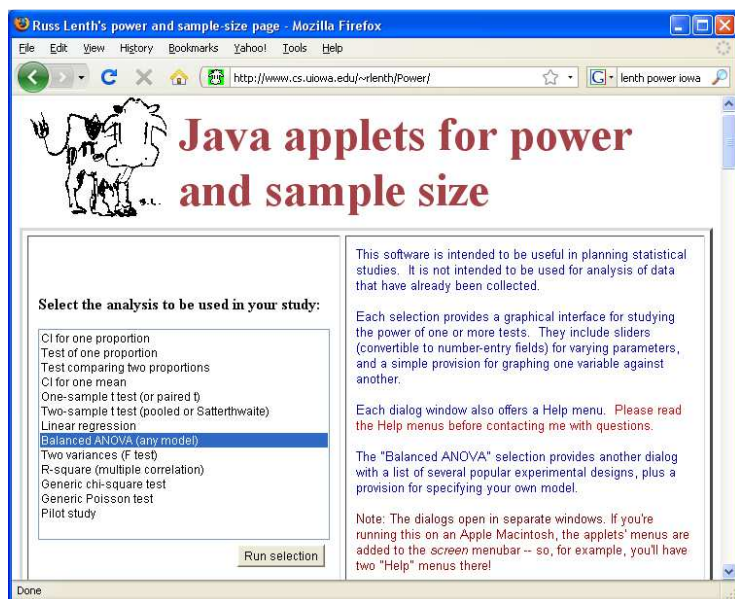 Russ Lenth's power and sample-size page - Mozilla Firefox
File Edit View History Bookmarks Yahoo! Tools Help
http://www.cs.uiowa.edu/~rlenth/Power/
G lenth power iowa
Java applets for power
and sample size
S.L.
Select the analysis to be used in your study:
CI for one proportion
Test of one proportion
Test comparing two proportions
CI for one mean
One-sample t test (or paired t)
Two-sample t test (pooled or Satterthwaite)
Linear regression
Balanced ANOVA (any model)
Two variances (F test)
R-square (multiple correlation)
Generic chi-square test
Generic Poisson test
Pilot study
Run selection
This software is intended to be useful in planning statistical
studies. It is not intended to be used for analysis of data
that have already been collected.
Each selection provides a graphical interface for studying
the power of one or more tests. They include sliders
(convertible to number-entry fields) for varying parameters,
and a simple provision for graphing one variable against
another.
Each dialog window also offers a Help menu. Please read
the Help menus before contacting me with questions.
The "Balanced ANOVA" selection provides another dialog
with a list of several popular experimental designs, plus a
provision for specifying your own model.
Note: The dialogs open in separate windows. If you're
running this on an Apple Macintosh, the applets' menus are
added to the screen menubar -- so, for example, you'll have
two "Help" menus there!
Done